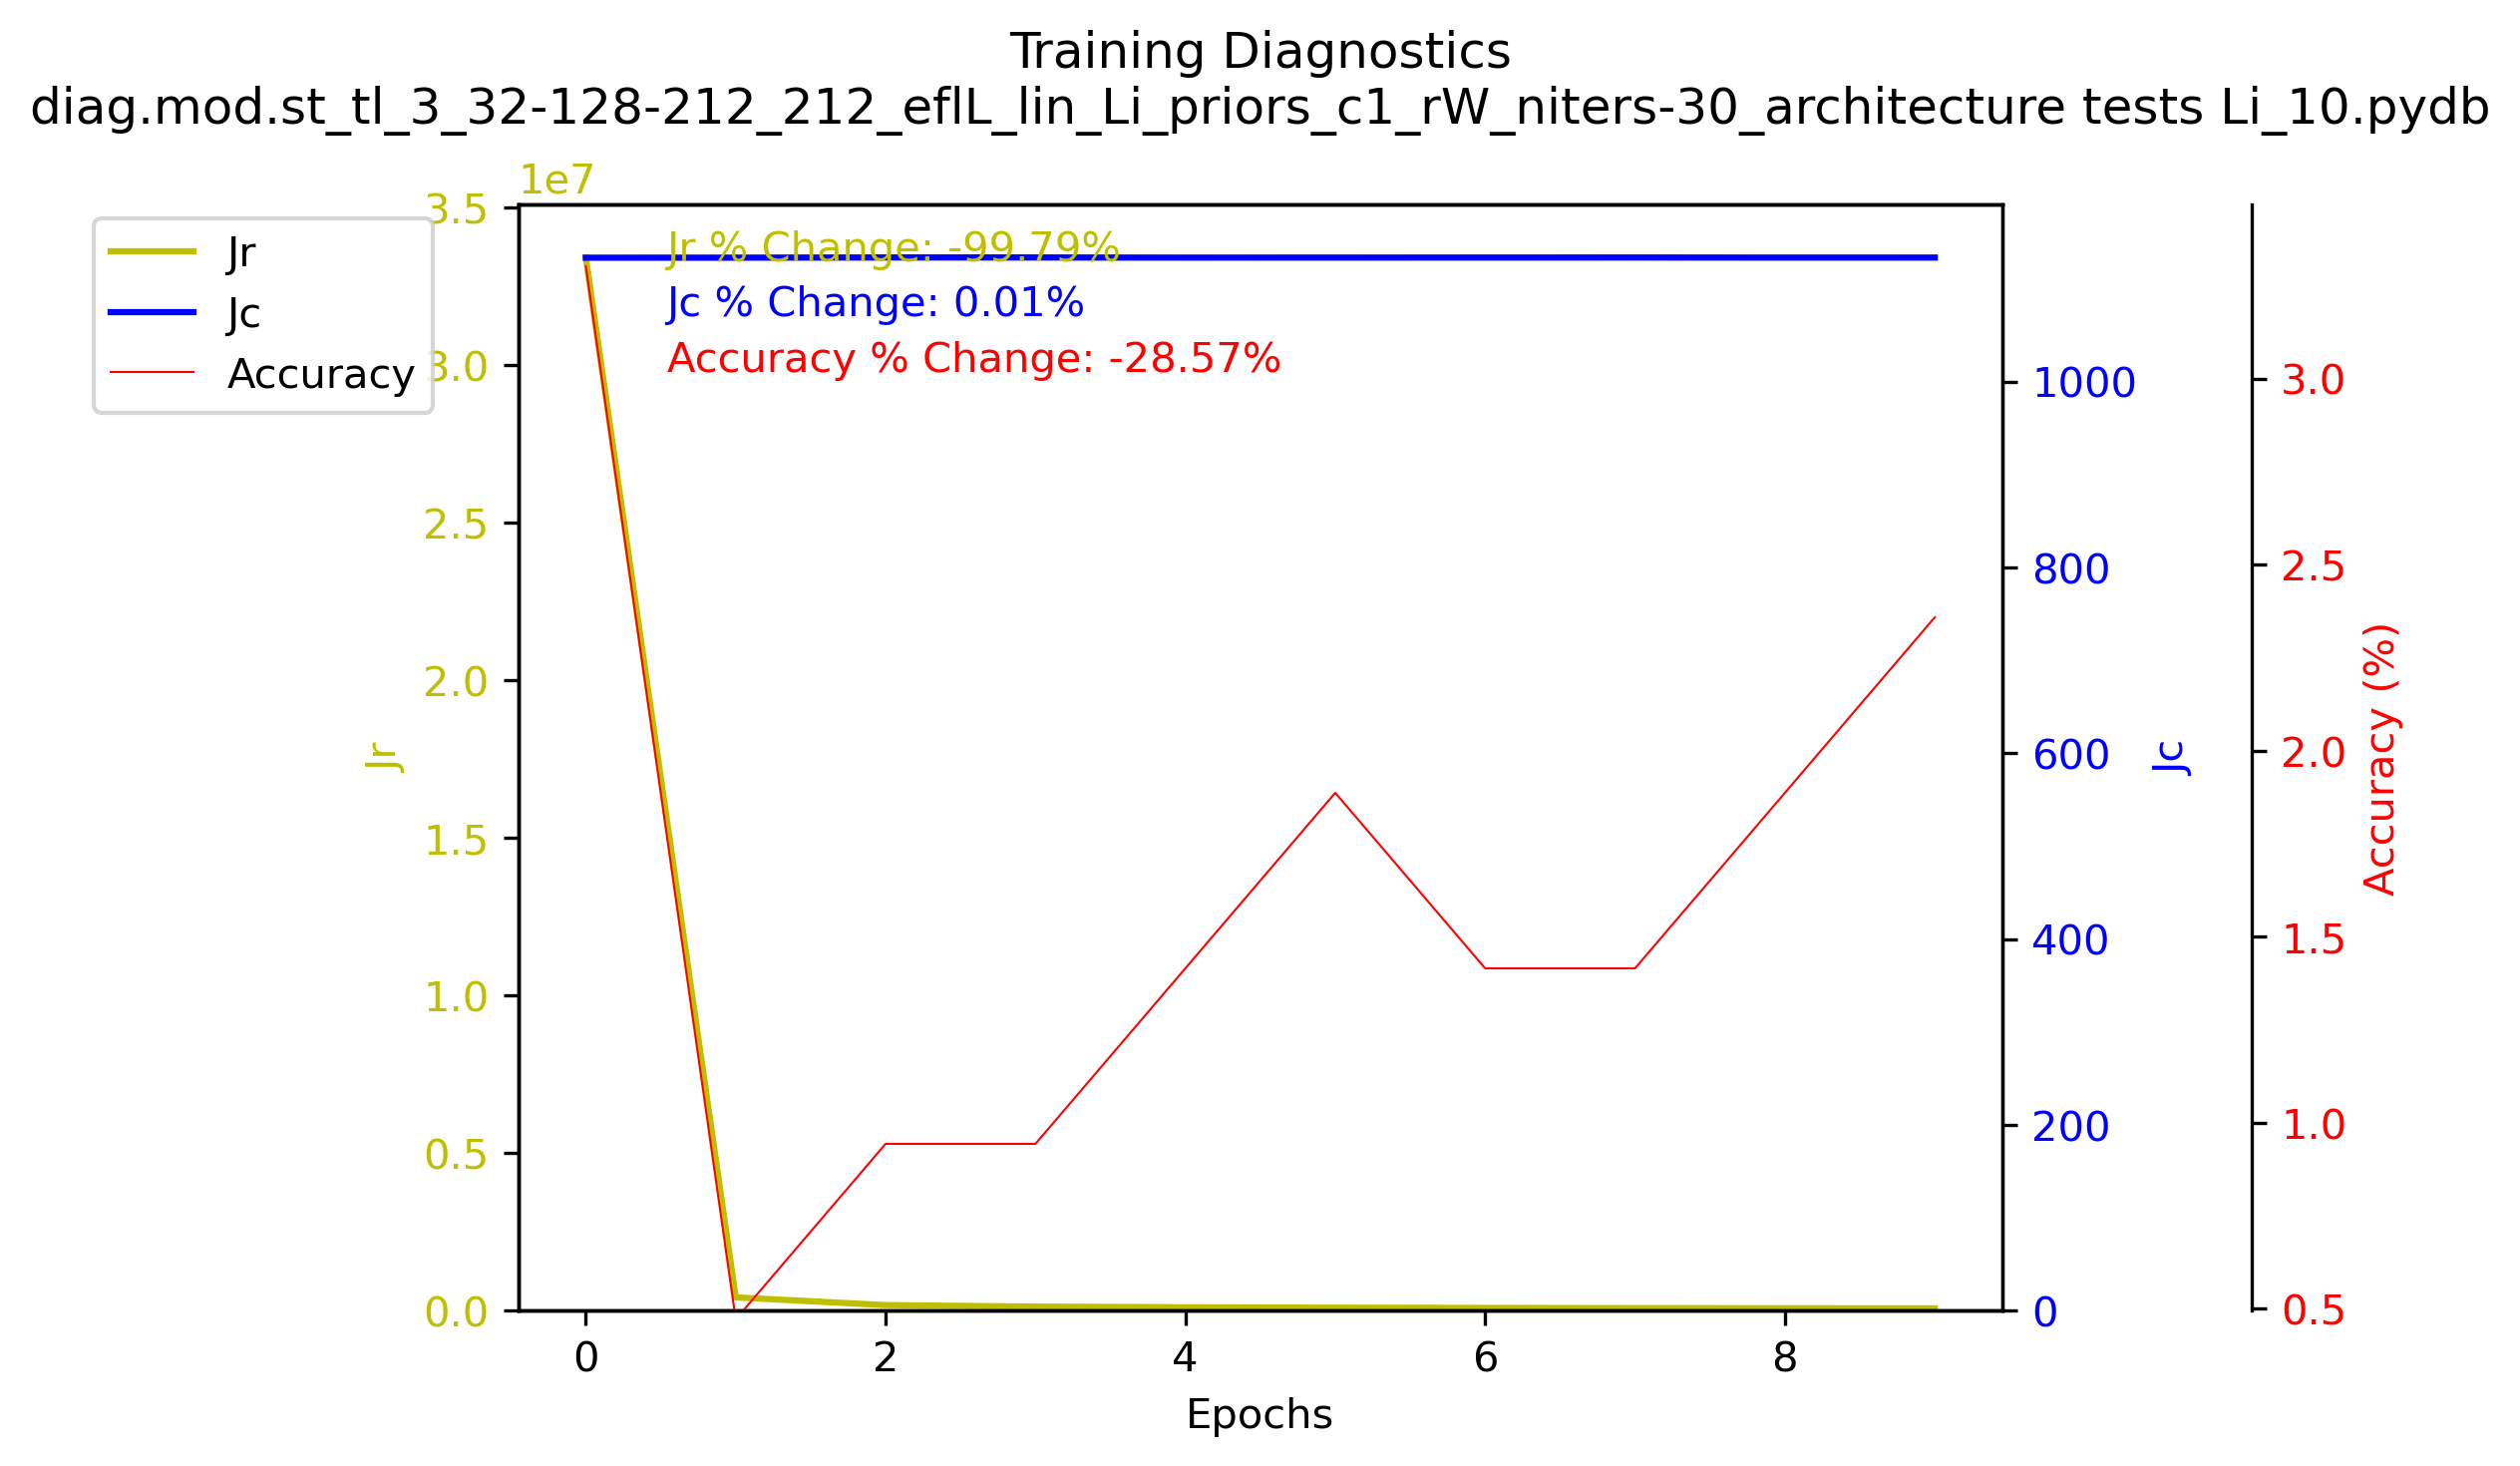 Training Diagnostics
diag.mod.st_tl_3_32-128-212_212_eflL_lin_Li_priors_c1_rW_niters-30_architecture tests Li_10.pydb
1e7
3.5
3.0
2.5
2.0
1.5
1.0
0.5
0.0
Jr
Jr
Jc
Accuracy
Jr % Change: -99.79%
Jc % Change: 0.01%
Accuracy % Change: -28.57%
1000
800
600
400
200
0
Jc
3.0
2.5
2.0
1.5
1.0
0.5
Accuracy (%)
0 2 4 6 8
Epochs